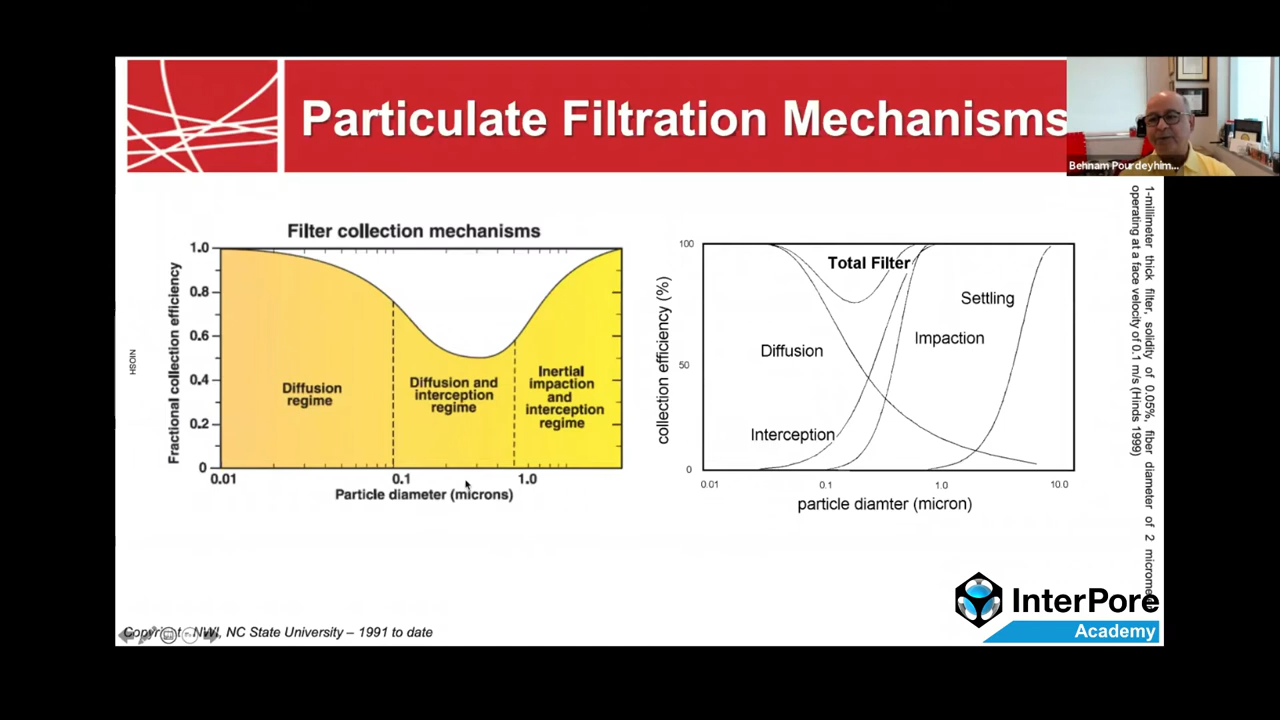 Particulate Filtration Mechanisms
Behnam Pourdeyhim...
Filter collection mechanisms
1.0
0.8
0.6
0.4
0.2
0
Fractional collection efficiency
Diffusion
regime
Diffusion and
interception
regime
Inertial
impaction
and
interception
regime
0.01
0.1
1.0
Particle diameter (microns)
NIOSH
100
50
0
collection efficiency (%)
Total Filter
Settling
Impaction
Diffusion
Interception
0.01
0.1
1.0
10.0
particle diamter (micron)
1-millimeter thick filter, solidity of 0.05%, fiber diameter of 2
operating at a face velocity of 0.1 m/s (Hinds 1999)
InterPore
Academy
NWI, NC State University – 1991 to date